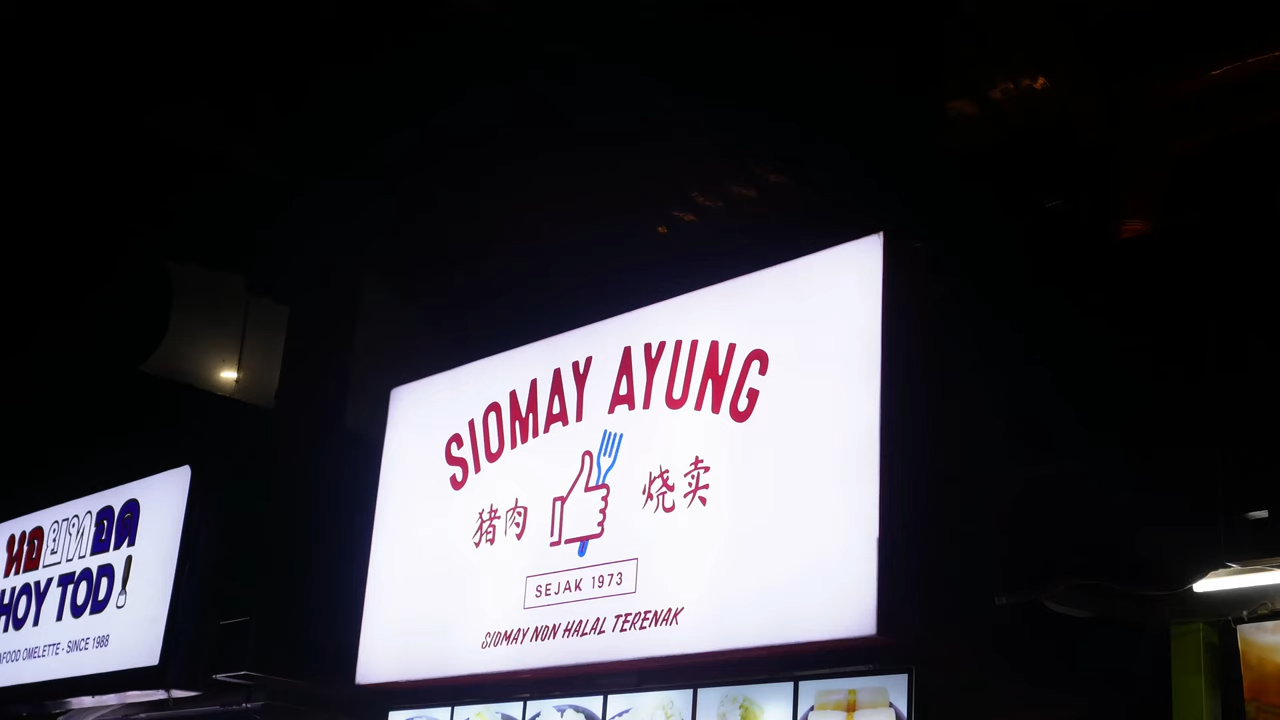 หอยทอด
HOY TOD!
OMELETTE - SINCE 1988
SIOMAY AYUNG
猪肉 烧卖
SEJAK 1973
SIOMAY NON HALAL TERENAK